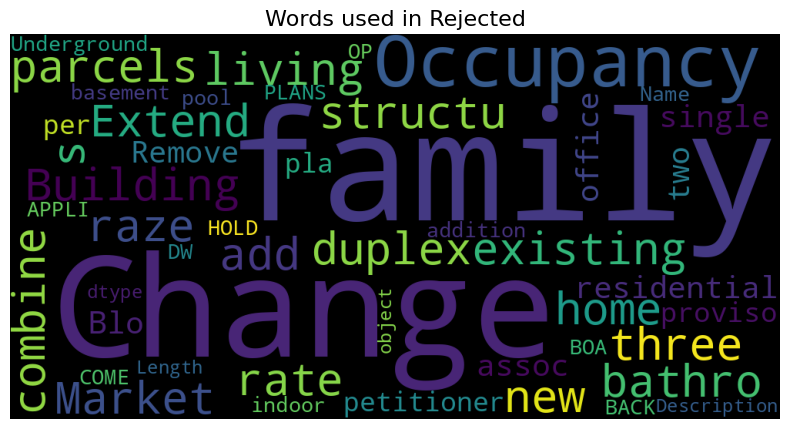 Words used in Rejected
Underground
parcels
living
OP
Occupancy
basement
pool
PLANS
Name
per
Extend
structu
office
single
s
Remove
pla
family
two
Building
APPLI
raze
HOLD
add
addition
DW
duplex
existing
combine
Change
dtype
Blo
object
residential
home
proviso
BOA
three
COME
Length
rate
assoc
bathro
Market
indoor
petitioner
new
BACK
Description